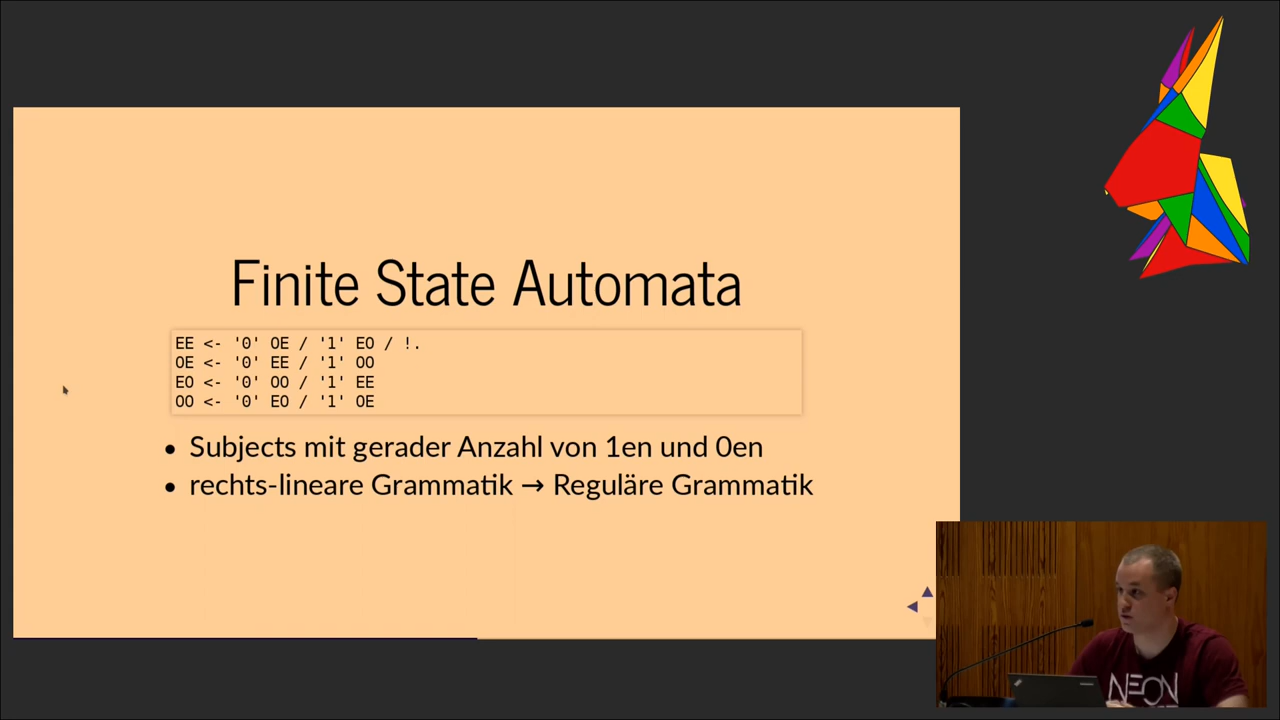 Finite State Automata
EE <- '0' OE / '1' EO / !.
OE <- '0' EE / '1' OO
EO <- '0' OO / '1' EE
OO <- '0' EO / '1' OE
• Subjects mit gerader Anzahl von 1en und 0en
• rechts-lineare Grammatik → Reguläre Grammatik
NEON